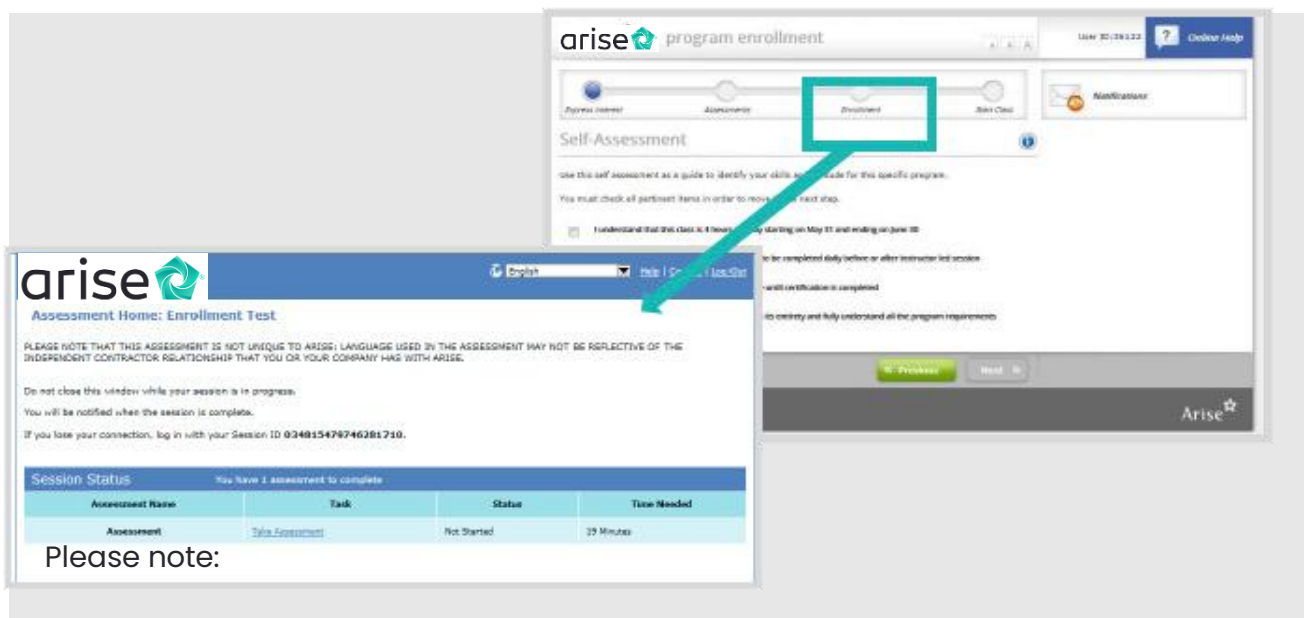 arise program enrollment
User ID:
Online Help
Express Interest
Assessments
Enrollment
Start Class
Notifications
Self-Assessment
Use this self assessment as a guide to identify your skills for this specific program.
You must check all pertinent items in order to move next step.
I understand that this class is 4 hours starting on May 31 and ending on June 30
to be completed daily before or after instructor led session
until certification is completed
its entirety and fully understand all the program requirements
Previous
Next
Arise
arise
English
Help | | Log Out
Assessment Home: Enrollment Test
PLEASE NOTE THAT THIS ASSESSMENT IS NOT UNIQUE TO ARISE; LANGUAGE USED IN THE ASSESSMENT MAY NOT BE REFLECTIVE OF THE
INDEPENDENT CONTRACTOR RELATIONSHIP THAT YOU OR YOUR COMPANY HAS WITH ARISE.
Do not close this window while your session is in progress.
You will be notified when the session is complete.
If you lose your connection, log in with your Session ID 034815479746281710.
Session Status
You have 1 assessment to complete
Assessment Name
Task
Status
Time Needed
Assessment
Take Assessment
Not Started
Minutes
Please note: